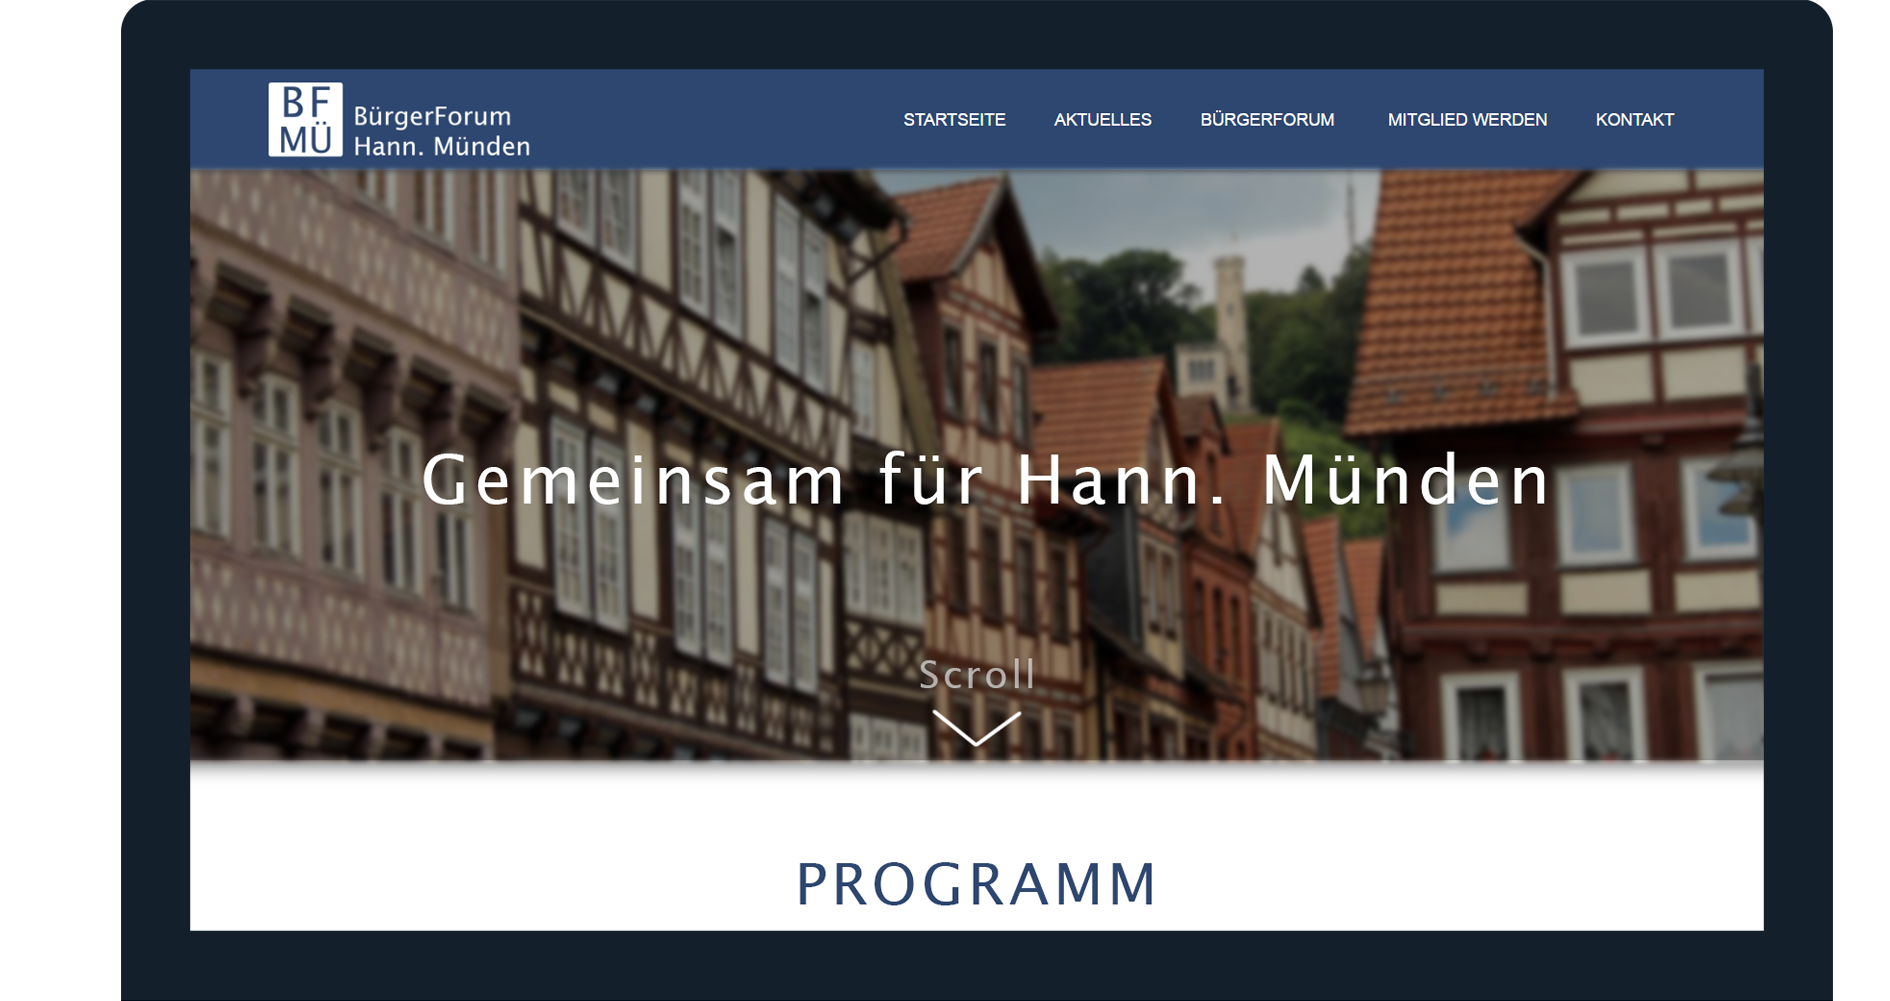 BF
MÜ
BürgerForum
Hann. Münden
STARTSEITE AKTUELLES BÜRGERFORUM MITGLIED WERDEN KONTAKT
Gemeinsam für Hann. Münden
Scroll
PROGRAMM